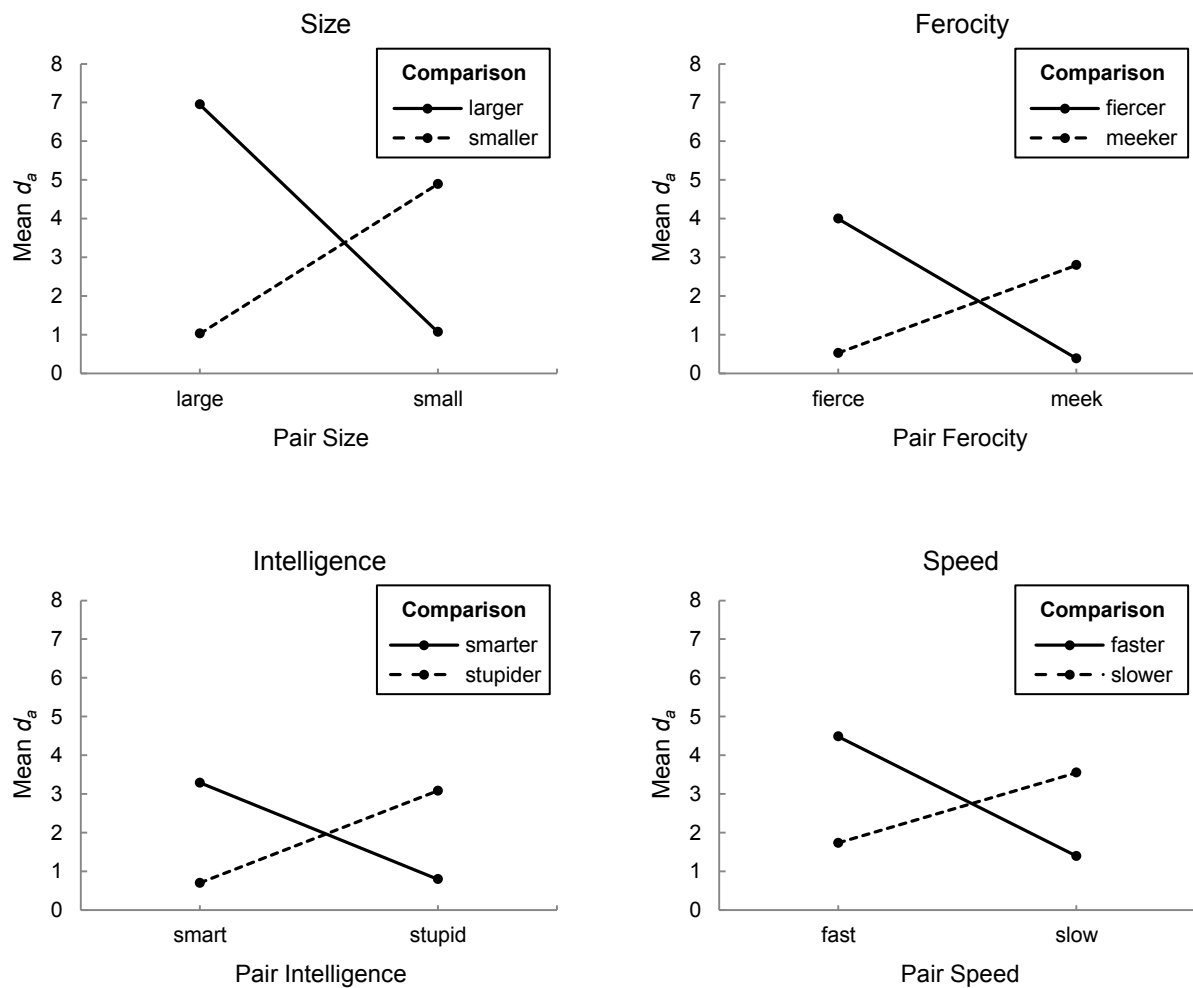 Size
Comparison
larger
smaller
Mean da
8
7
6
5
4
3
2
1
0
large small
Pair Size
Ferocity
Comparison
fiercer
meeker
Mean da
8
7
6
5
4
3
2
1
0
fierce meek
Pair Ferocity
Intelligence
Comparison
smarter
stupider
Mean da
8
7
6
5
4
3
2
1
0
smart stupid
Pair Intelligence
Speed
Comparison
faster
slower
Mean da
8
7
6
5
4
3
2
1
0
fast slow
Pair Speed